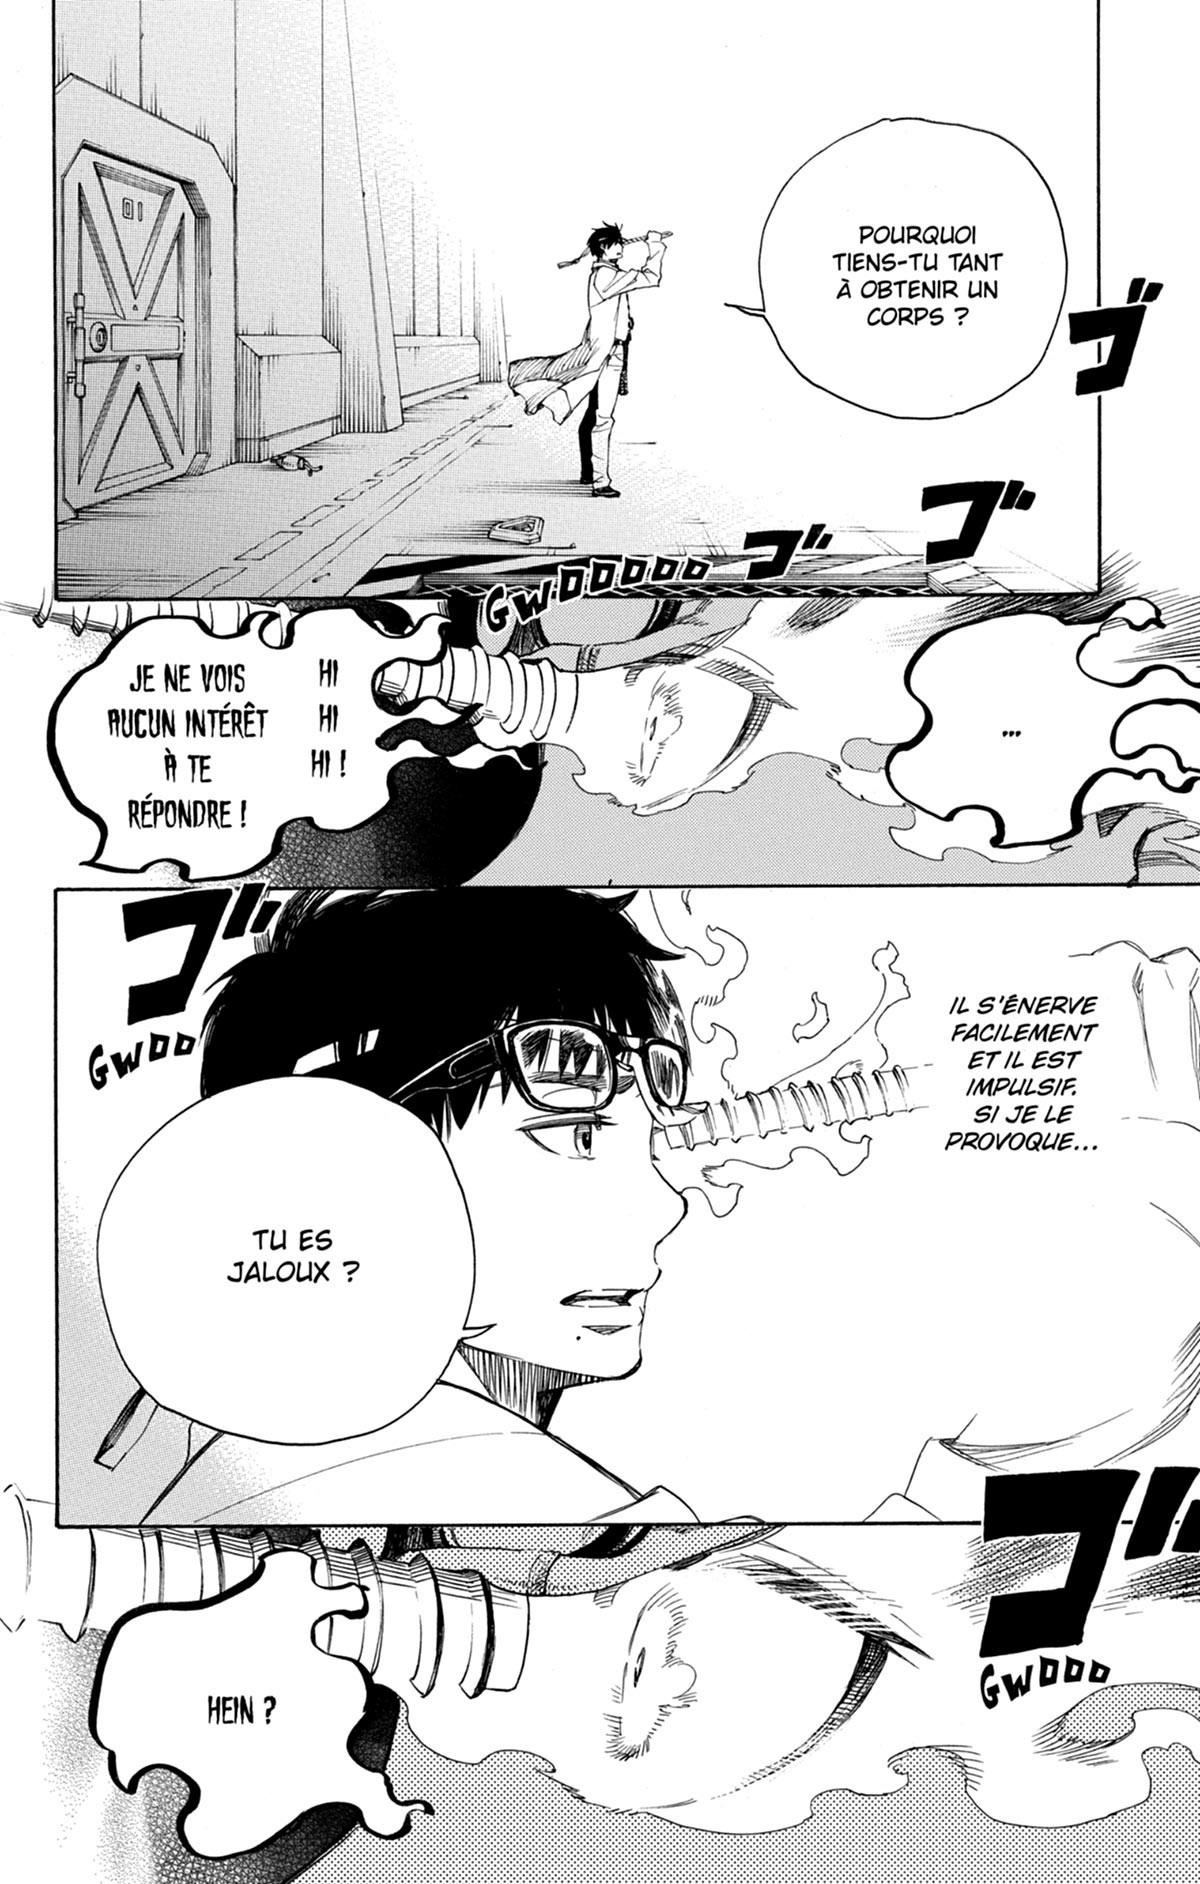 POURQUOI
TIENS-TU TANT
À OBTENIR UN
CORPS ?
01
ゴ
ゴ
ゴ
GWOOOOO
...
HI
HI
HI !
JE NE VOIS
AUCUN INTÉRÊT
À TE
RÉPONDRE !
ゴ
GWOO
IL S'ÉNERVE
FACILEMENT
ET IL EST
IMPULSIF.
SI JE LE
PROVOQUE...
TU ES
JALOUX ?
ゴ
GWOOO
HEIN ?